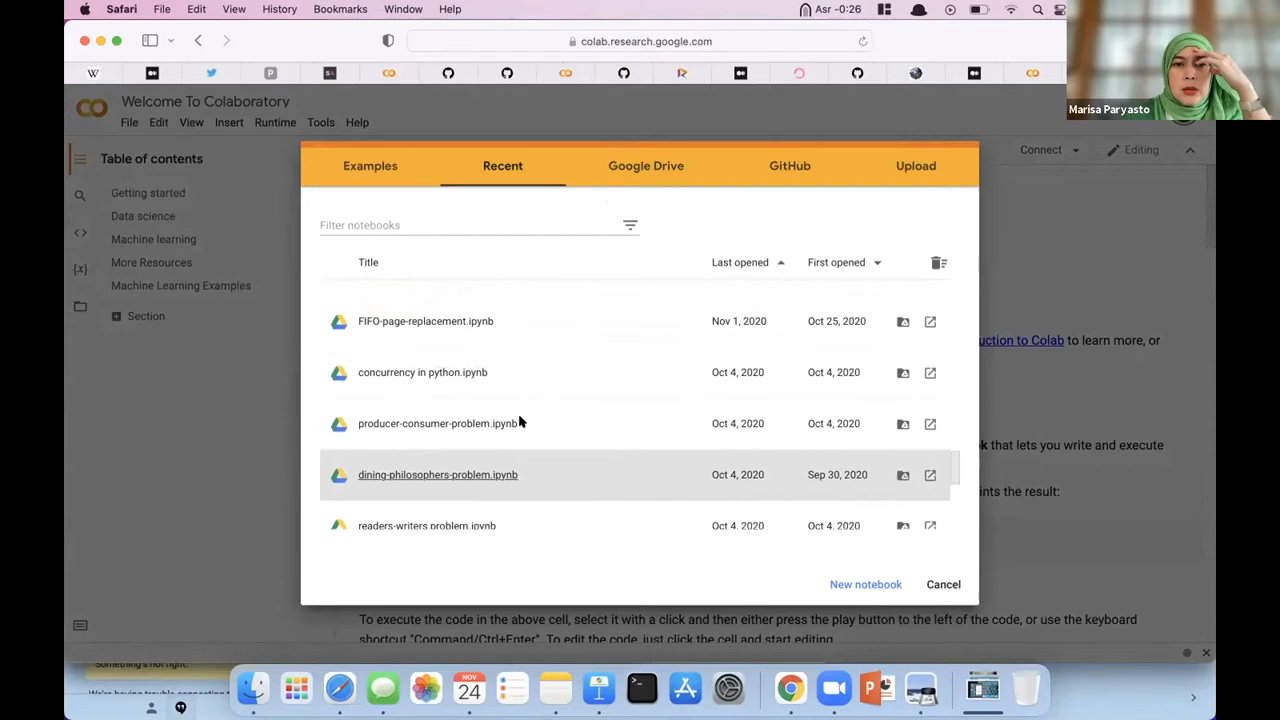 Safari File Edit View History Bookmarks Window Help
Asr -0:26
colab.research.google.com
Marisa Paryasto
Welcome To Colaboratory
File Edit View Insert Runtime Tools Help
Connect
Editing
Table of contents
Getting started
Data science
Machine learning
More Resources
Machine Learning Examples
Section
Examples Recent Google Drive GitHub Upload
Filter notebooks
Title Last opened First opened
FIFO-page-replacement.ipynb Nov 1, 2020 Oct 25, 2020
concurrency in python.ipynb Oct 4, 2020 Oct 4, 2020
producer-consumer-problem.ipynb Oct 4, 2020 Oct 4, 2020
dining-philosophers-problem.ipynb Oct 4, 2020 Sep 30, 2020
readers-writers problem.ipynb Oct 4, 2020 Oct 4, 2020
New notebook Cancel
uction to Colab to learn more, or
k that lets you write and execute
ints the result:
To execute the code in the above cell, select it with a click and then either press the play button to the left of the code, or use the keyboard
shortcut "Command/Ctrl+Enter". To edit the code, just click the cell and start editing.
Something's not right.
We're having trouble connecting
NOV
24